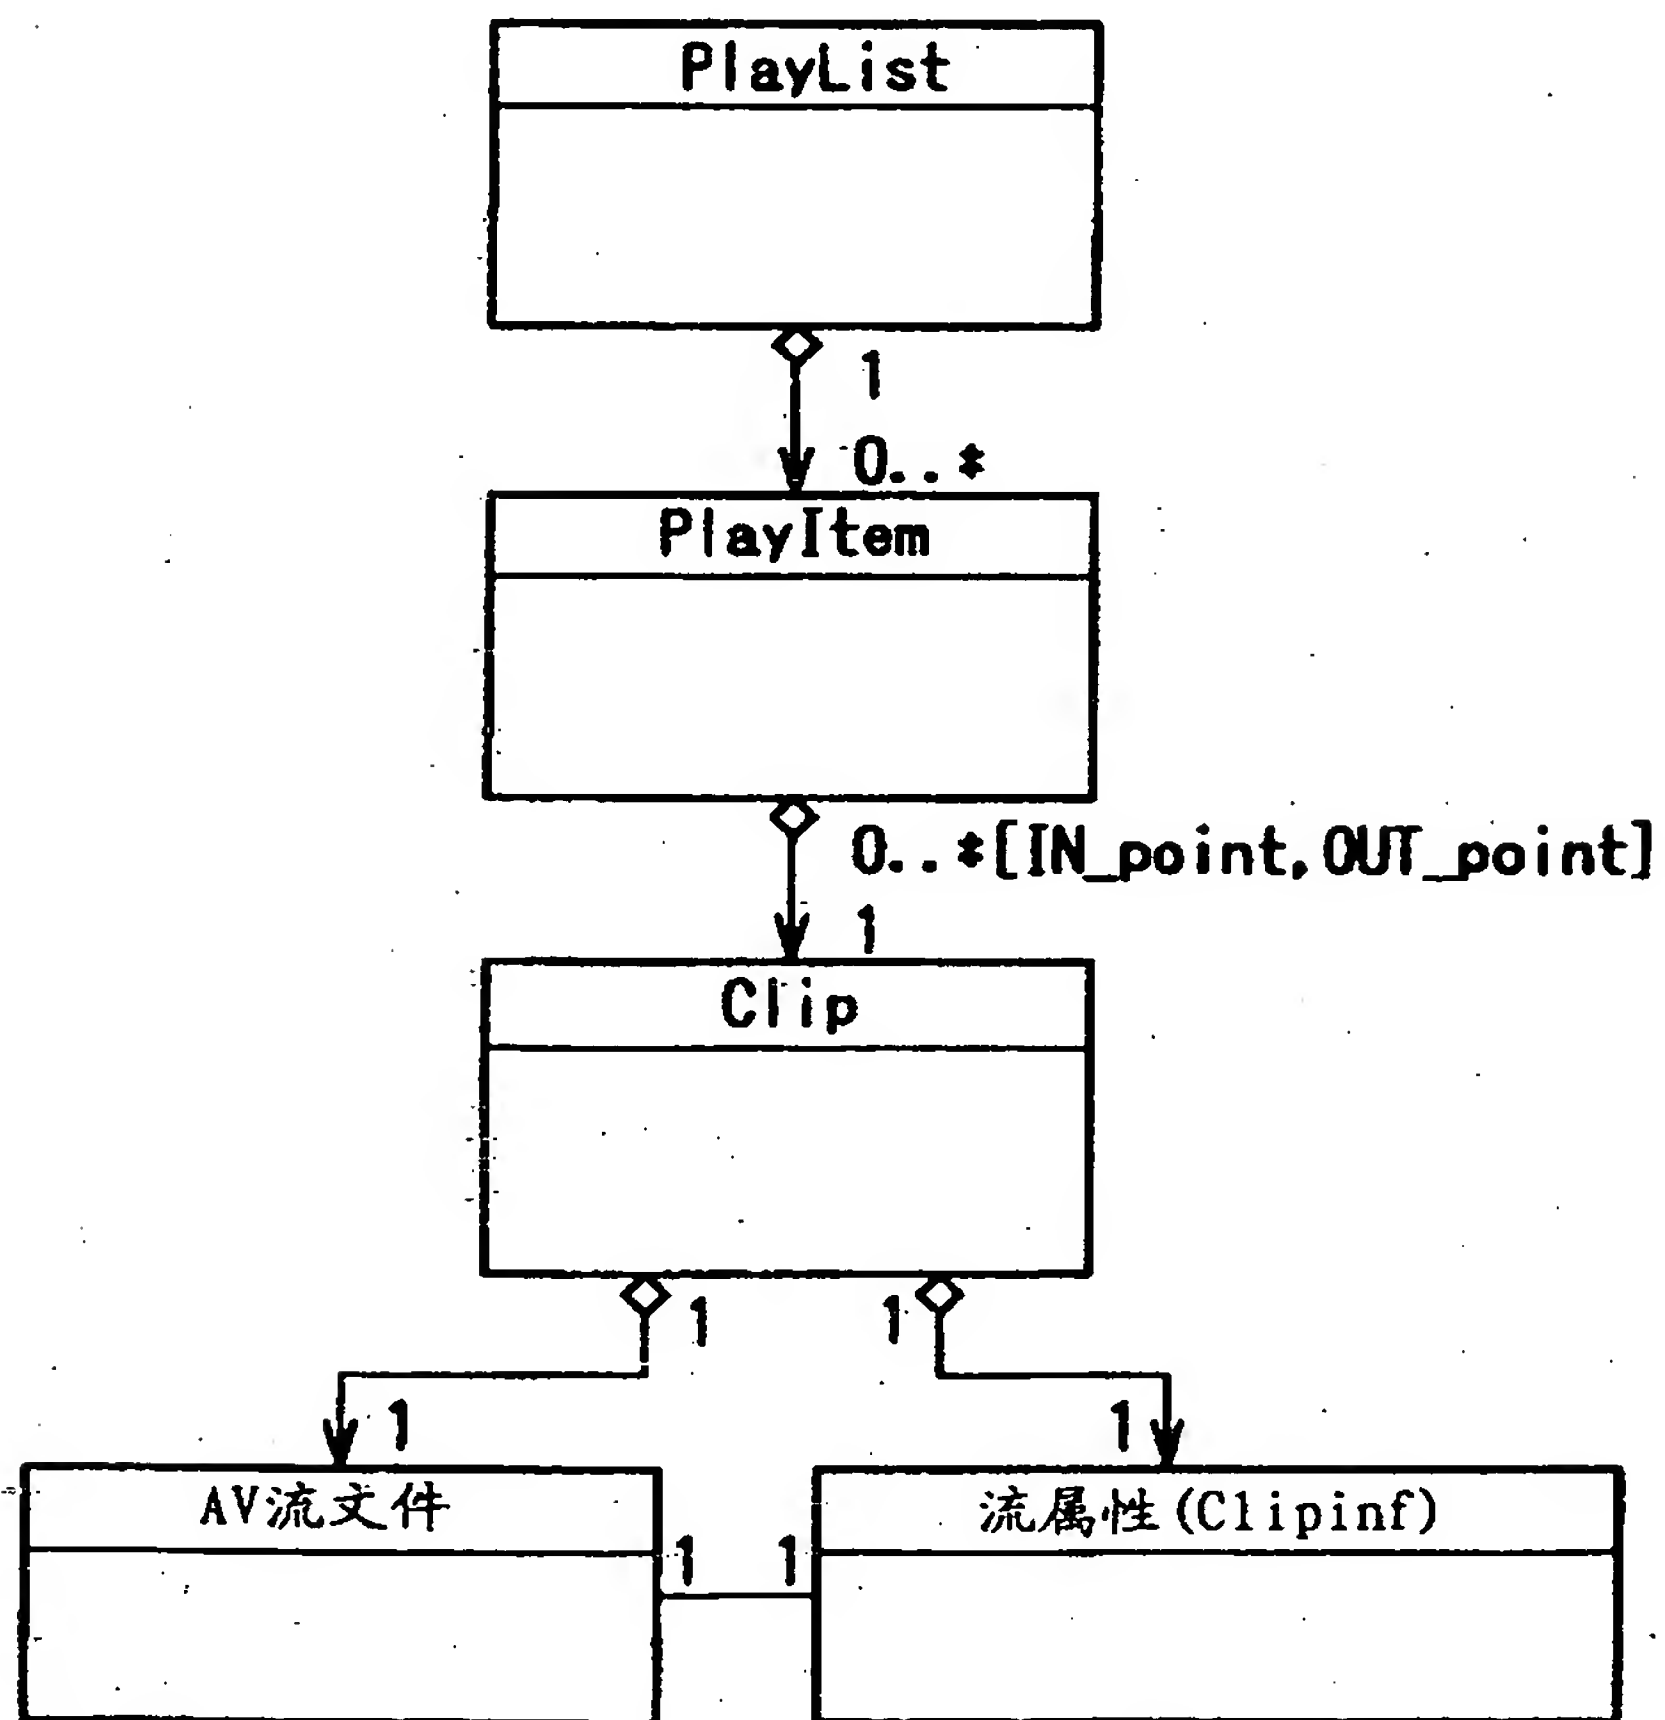 PlayList
1
0..*
PlayItem
0..*[IN_point,OUT_point]
1
Clip
1 1
1 1
AV流文件 流属性(Clipinf)
1 1